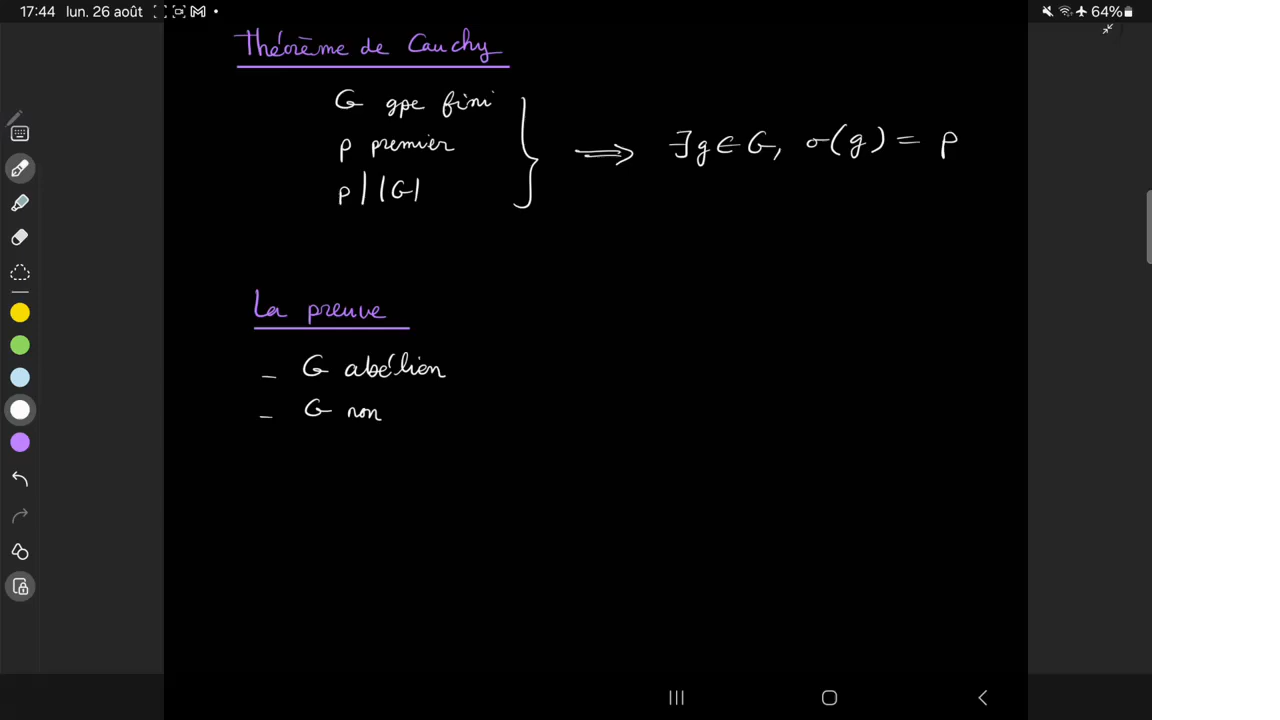 17:44 lun. 26 août
64%
Théorème de Cauchy
G gpe fini
p premier
p | |G|
⟹ ∃g ∈ G, σ(g) = p
La preuve
– G abélien
– G non